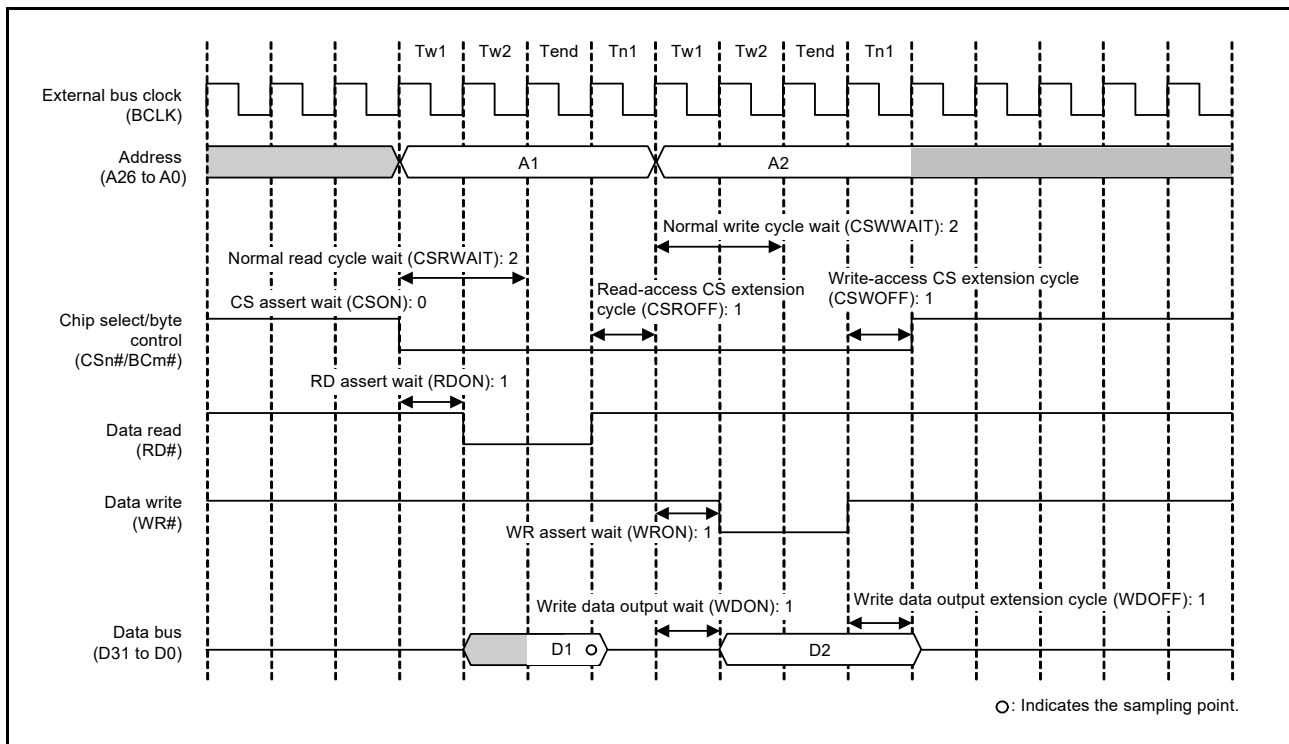 Tw1 Tw2 Tend Tn1 Tw1 Tw2 Tend Tn1
External bus clock
(BCLK)
Address
(A26 to A0)
A1 A2
Normal write cycle wait (CSWWAIT): 2
Normal read cycle wait (CSRWAIT): 2
Read-access CS extension
cycle (CSROFF): 1
Write-access CS extension cycle
(CSWOFF): 1
CS assert wait (CSON): 0
Chip select/byte
control
(CSn#/BCm#)
RD assert wait (RDON): 1
Data read
(RD#)
Data write
(WR#)
WR assert wait (WRON): 1
Write data output wait (WDON): 1
Write data output extension cycle (WDOFF): 1
Data bus
(D31 to D0)
D1 D2
: Indicates the sampling point.